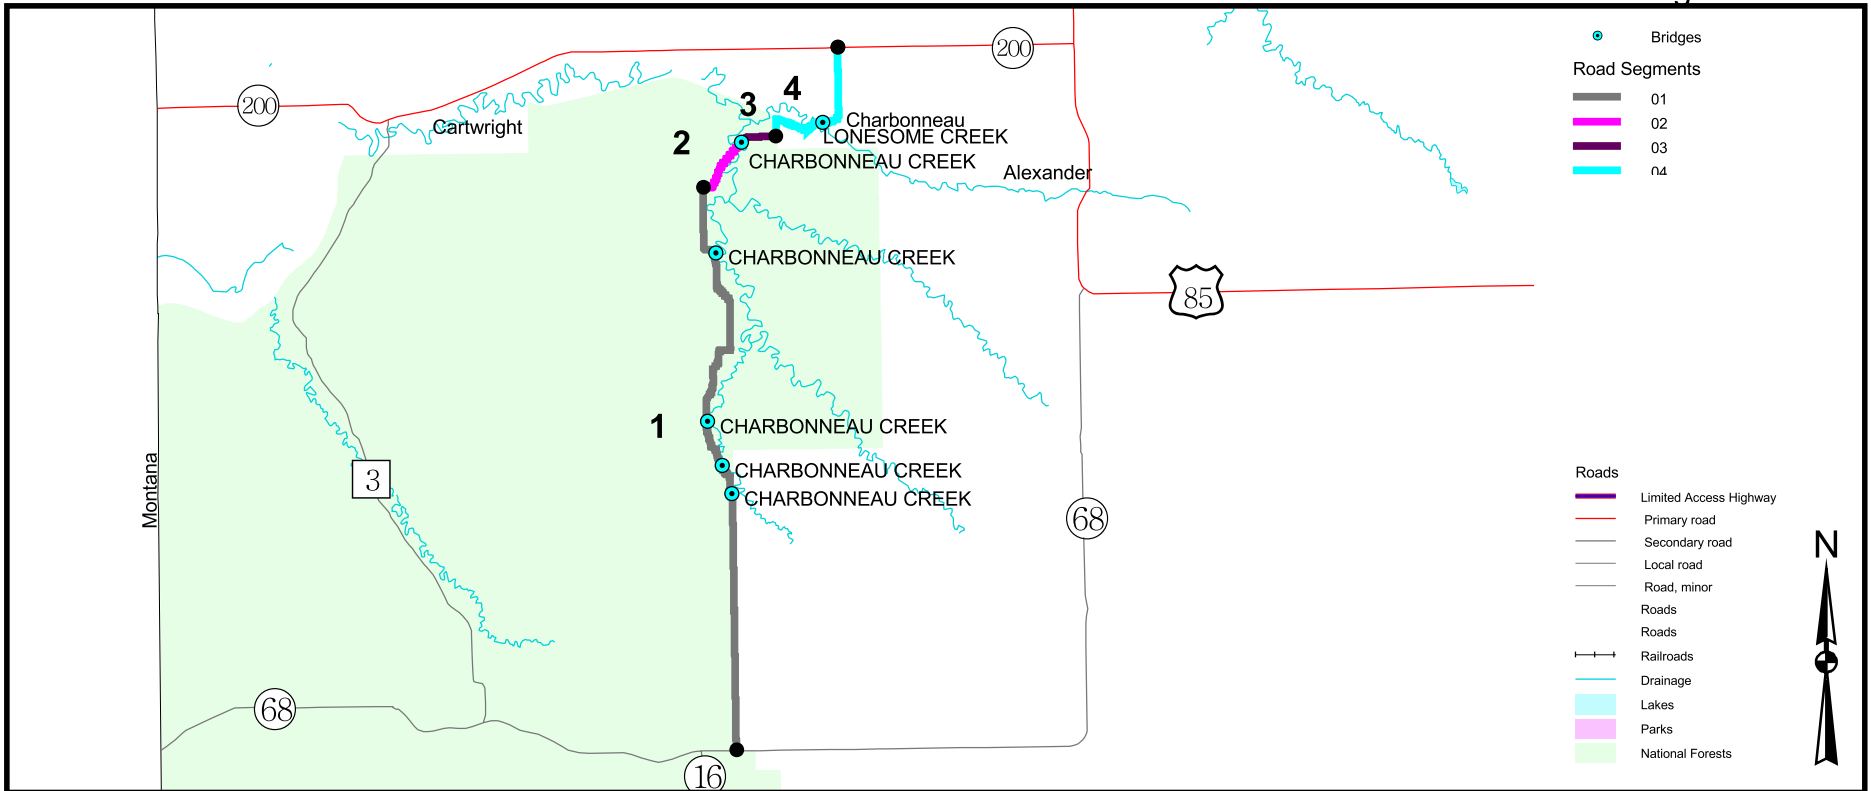 200
200
Cartwright
4
3
2
Charbonneau
LONESOME CREEK
CHARBONNEAU CREEK
Alexander
CHARBONNEAU CREEK
85
1
CHARBONNEAU CREEK
CHARBONNEAU CREEK
CHARBONNEAU CREEK
3
Montana
68
68
16
Bridges
Road Segments
01
02
03
04
Roads
Limited Access Highway
Primary road
Secondary road
Local road
Road, minor
Roads
Roads
Railroads
Drainage
Lakes
Parks
National Forests
N